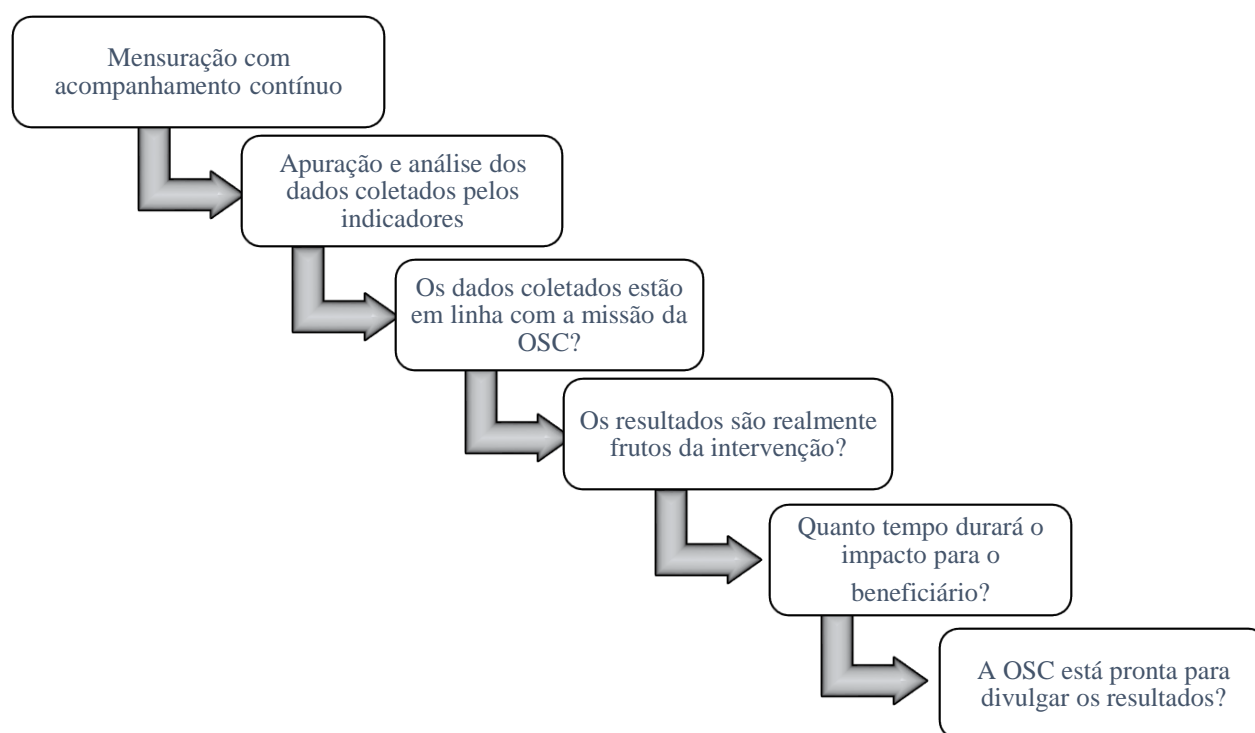 Mensuração com
acompanhamento contínuo
Apuração e análise dos
dados coletados pelos
indicadores
Os dados coletados estão
em linha com a missão da
OSC?
Os resultados são realmente
frutos da intervenção?
Quanto tempo durará o
impacto para o
beneficiário?
A OSC está pronta para
divulgar os resultados?